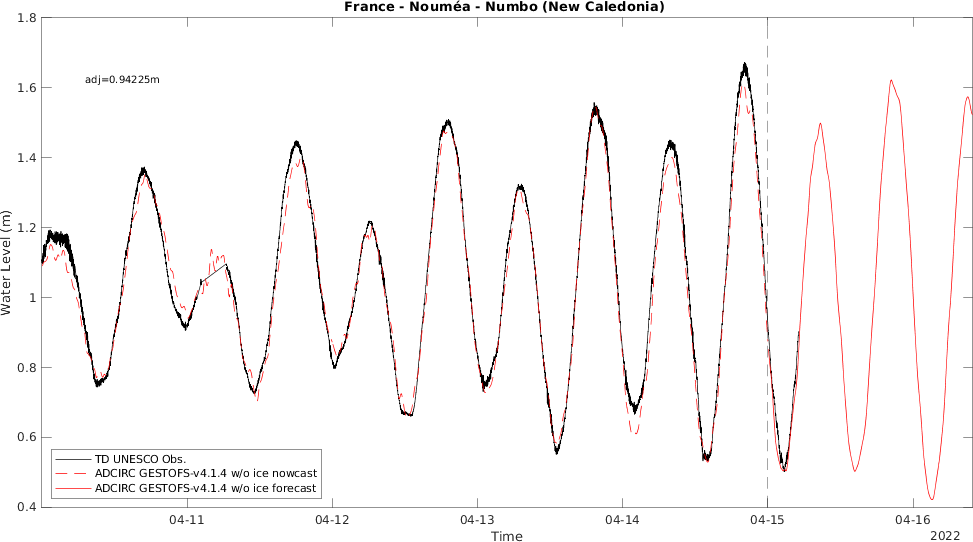 France - Nouméa - Numbo (New Caledonia)
1.8
1.6
1.4
1.2
1
0.8
0.6
0.4
Water Level (m)
adj=0.94225m
TD UNESCO Obs.
ADCIRC GESTOFS-v4.1.4 w/o ice nowcast
ADCIRC GESTOFS-v4.1.4 w/o ice forecast
04-11 04-12 04-13 04-14 04-15 04-16
Time
2022